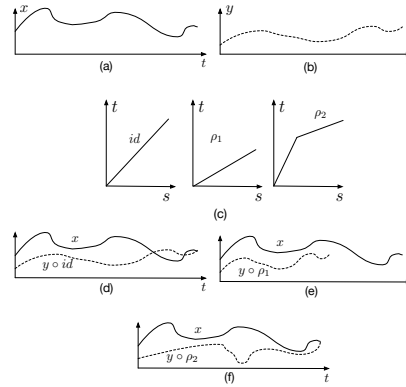 x
y
t
(a)
(b)
t
t
t
id
ρ₁
ρ₂
s
s
s
(c)
x
x
y ∘ id
y ∘ ρ₁
t
(d)
(e)
x
y ∘ ρ₂
t
(f)